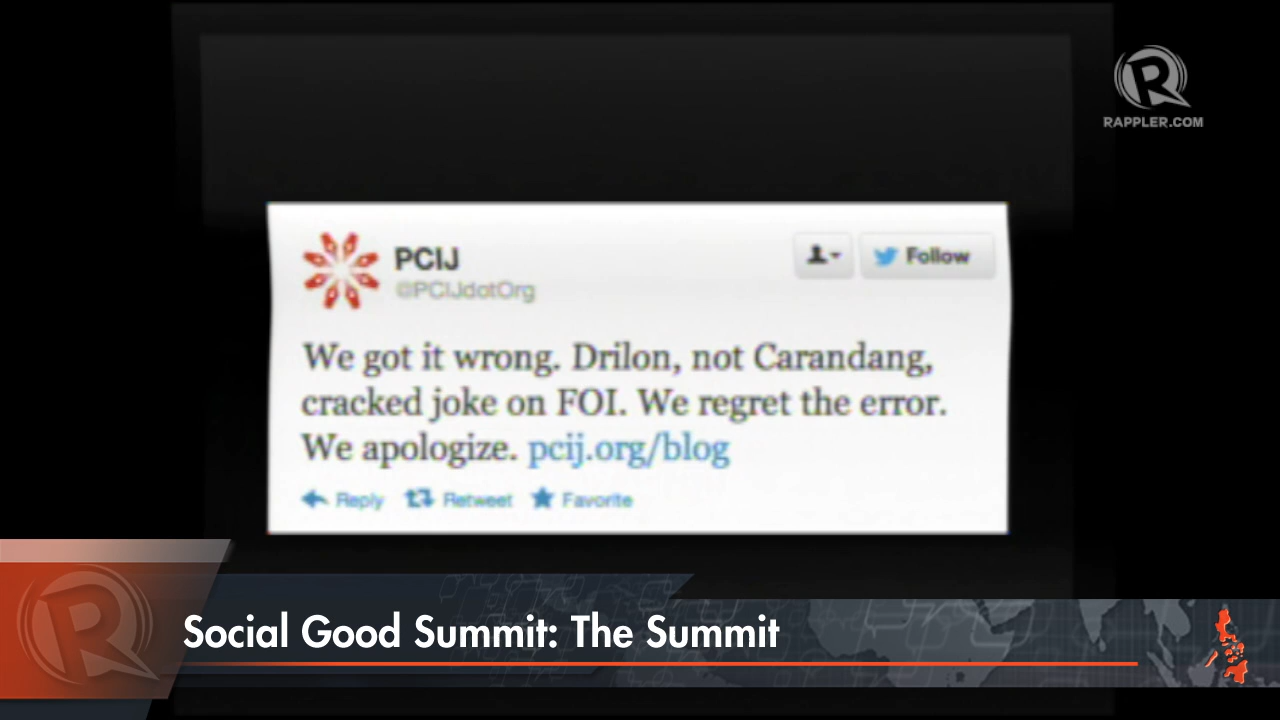 RAPPLER.COM
PCIJ
@PCIJdotOrg
Follow
We got it wrong. Drilon, not Carandang,
cracked joke on FOI. We regret the error.
We apologize. pcij.org/blog
Reply Retweet Favorite
Social Good Summit: The Summit